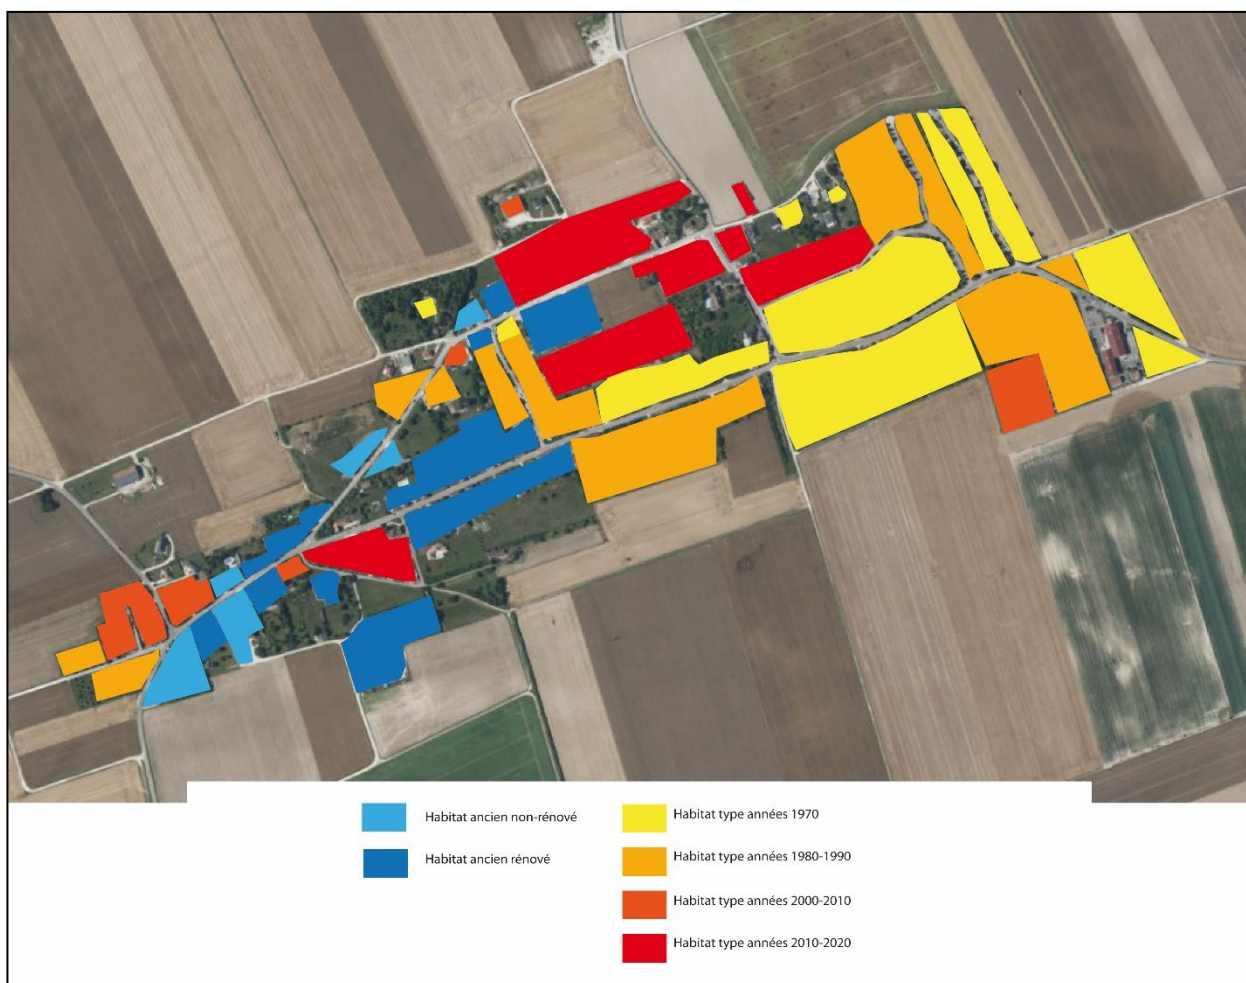 Habitat ancien non-rénové
Habitat ancien rénové
Habitat type années 1970
Habitat type années 1980-1990
Habitat type années 2000-2010
Habitat type années 2010-2020